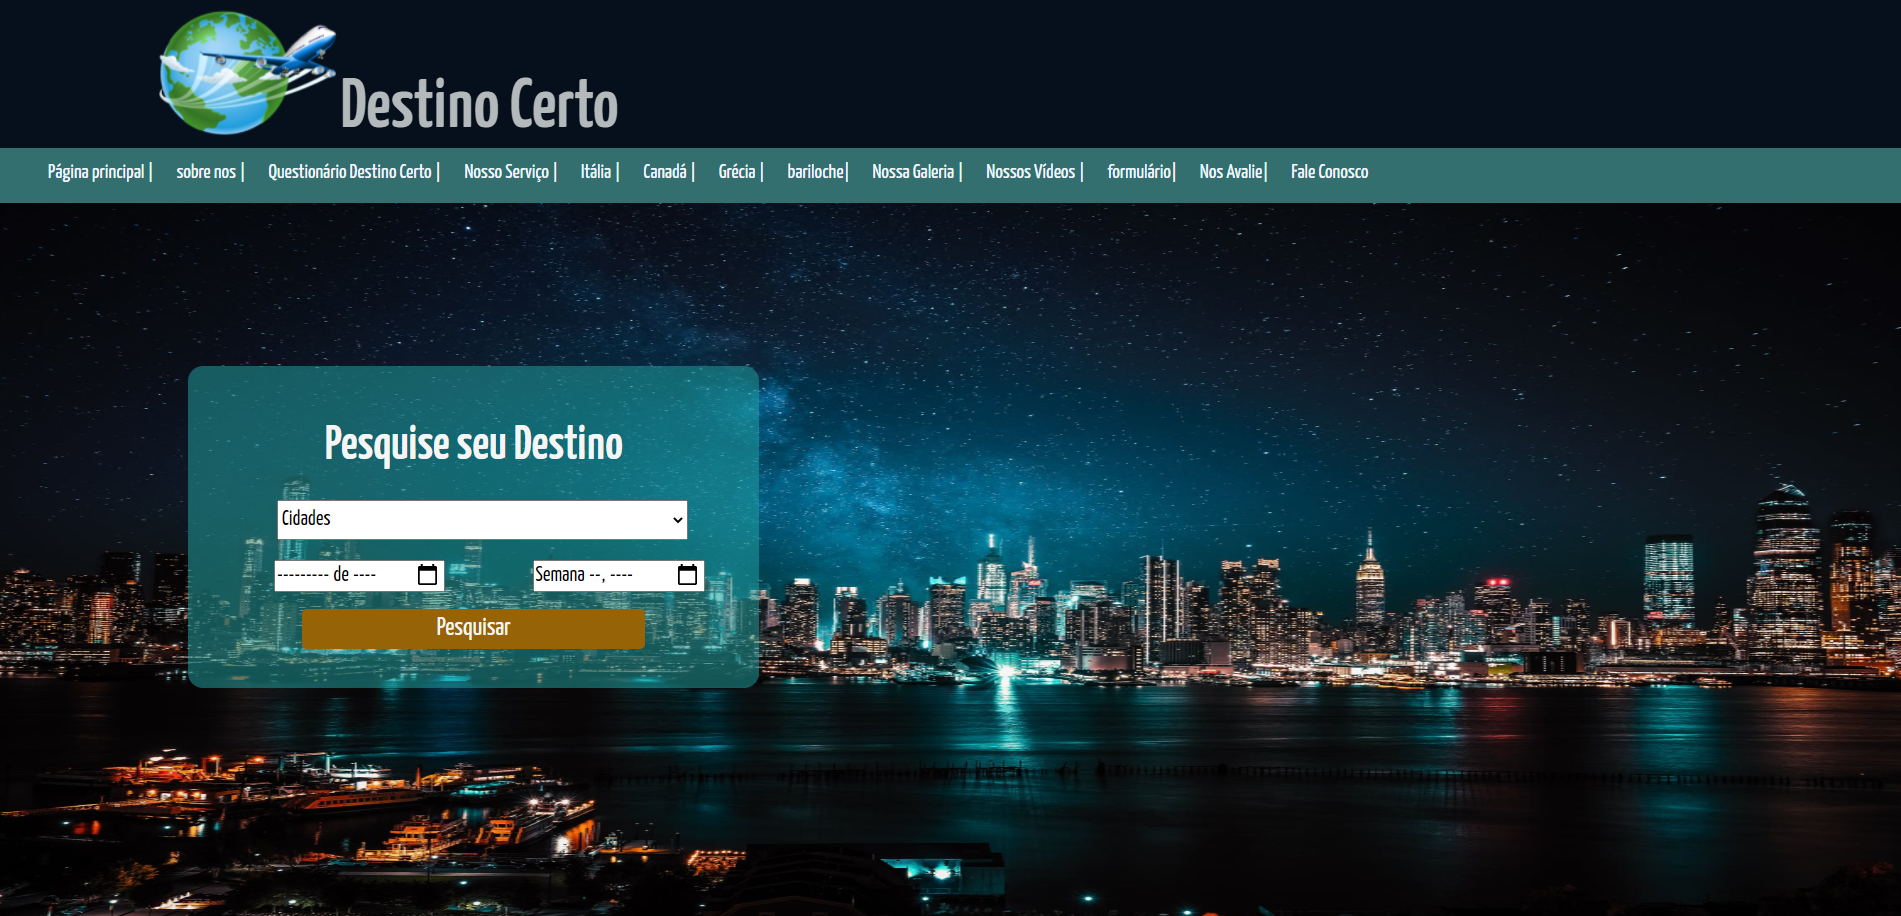 Destino Certo
Página principal | sobre nos | Questionário Destino Certo | Nosso Serviço | Itália | Canadá | Grécia | bariloche| Nossa Galeria | Nossos Vídeos | formulário| Nos Avalie| Fale Conosco
Pesquise seu Destino
Cidades
--------- de ---- Semana --, ----
Pesquisar